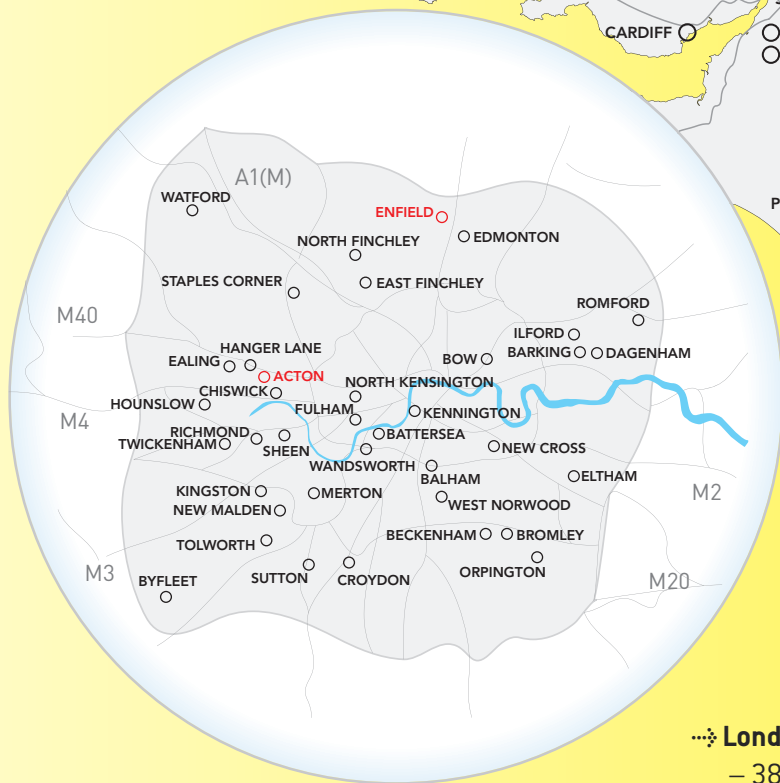 CARDIFF
A1(M)
WATFORD
ENFIELD
EDMONTON
NORTH FINCHLEY
STAPLES CORNER
EAST FINCHLEY
ROMFORD
M40
ILFORD
HANGER LANE
BARKING
DAGENHAM
EALING
BOW
ACTON
NORTH KENSINGTON
CHISWICK
HOUNSLOW
FULHAM
KENNINGTON
M4
RICHMOND
BATTERSEA
TWICKENHAM
SHEEN
NEW CROSS
WANDSWORTH
BALHAM
ELTHAM
KINGSTON
MERTON
M2
WEST NORWOOD
NEW MALDEN
BECKENHAM
BROMLEY
TOLWORTH
M3
ORPINGTON
BYFLEET
SUTTON
CROYDON
M20
P
Lond
– 38